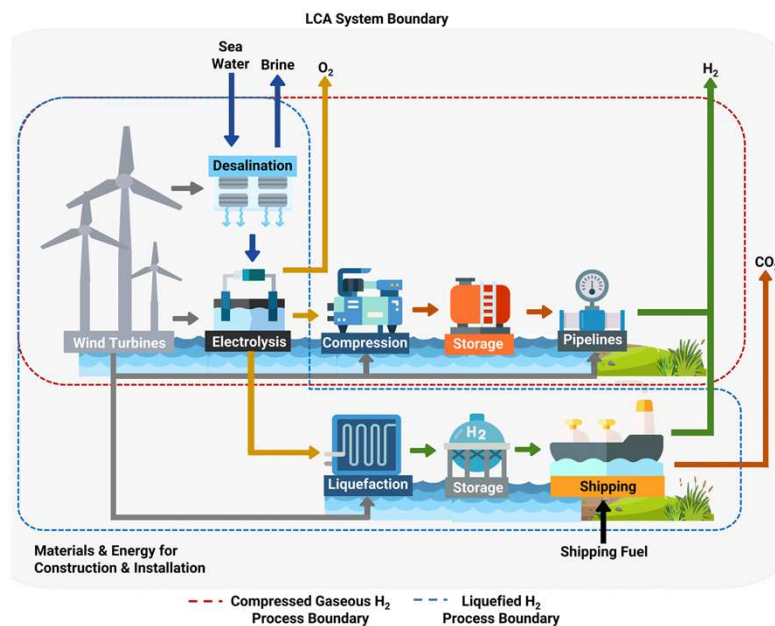 LCA System Boundary
Sea
Water
Brine
O2
H2
Desalination
CO2
Wind Turbines
Electrolysis
Compression
Storage
Pipelines
H2
Liquefaction
Storage
Shipping
Materials & Energy for
Construction & Installation
Shipping Fuel
Compressed Gaseous H2
Process Boundary
Liquefied H2
Process Boundary